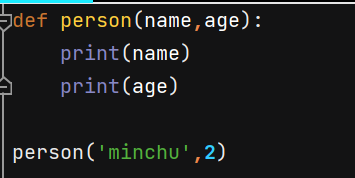 def person(name,age):
    print(name)
    print(age)

person('minchu',2)